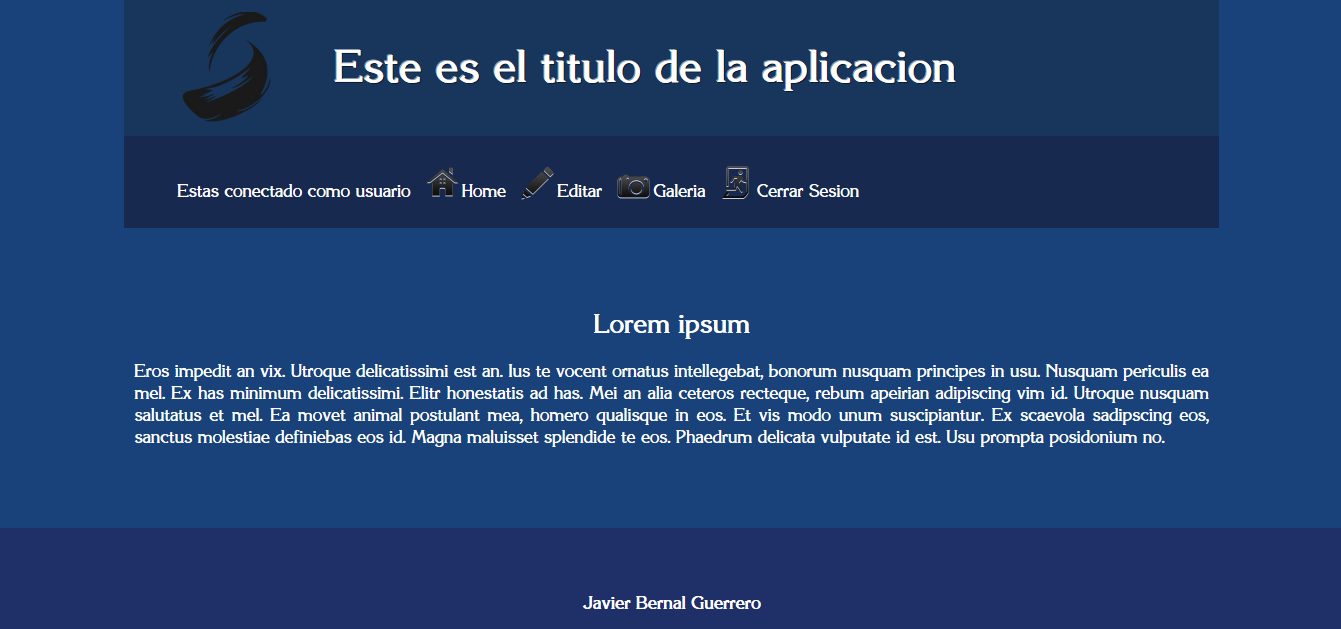 Este es el titulo de la aplicacion
Estas conectado como usuario Home Editar Galeria Cerrar Sesion
Lorem ipsum
Eros impedit an vix. Utroque delicatissimi est an. Ius te vocent ornatus intellegebat, bonorum nusquam principes in usu. Nusquam periculis ea
mel. Ex has minimum delicatissimi. Elitr honestatis ad has. Mei an alia ceteros recteque, rebum apeirian adipiscing vim id. Utroque nusquam
salutatus et mel. Ea movet animal postulant mea, homero qualisque in eos. Et vis modo unum suscipiantur. Ex scaevola sadipscing eos,
sanctus molestiae definiebas eos id. Magna maluisset splendide te eos. Phaedrum delicata vulputate id est. Usu prompta posidonium no.
Javier Bernal Guerrero